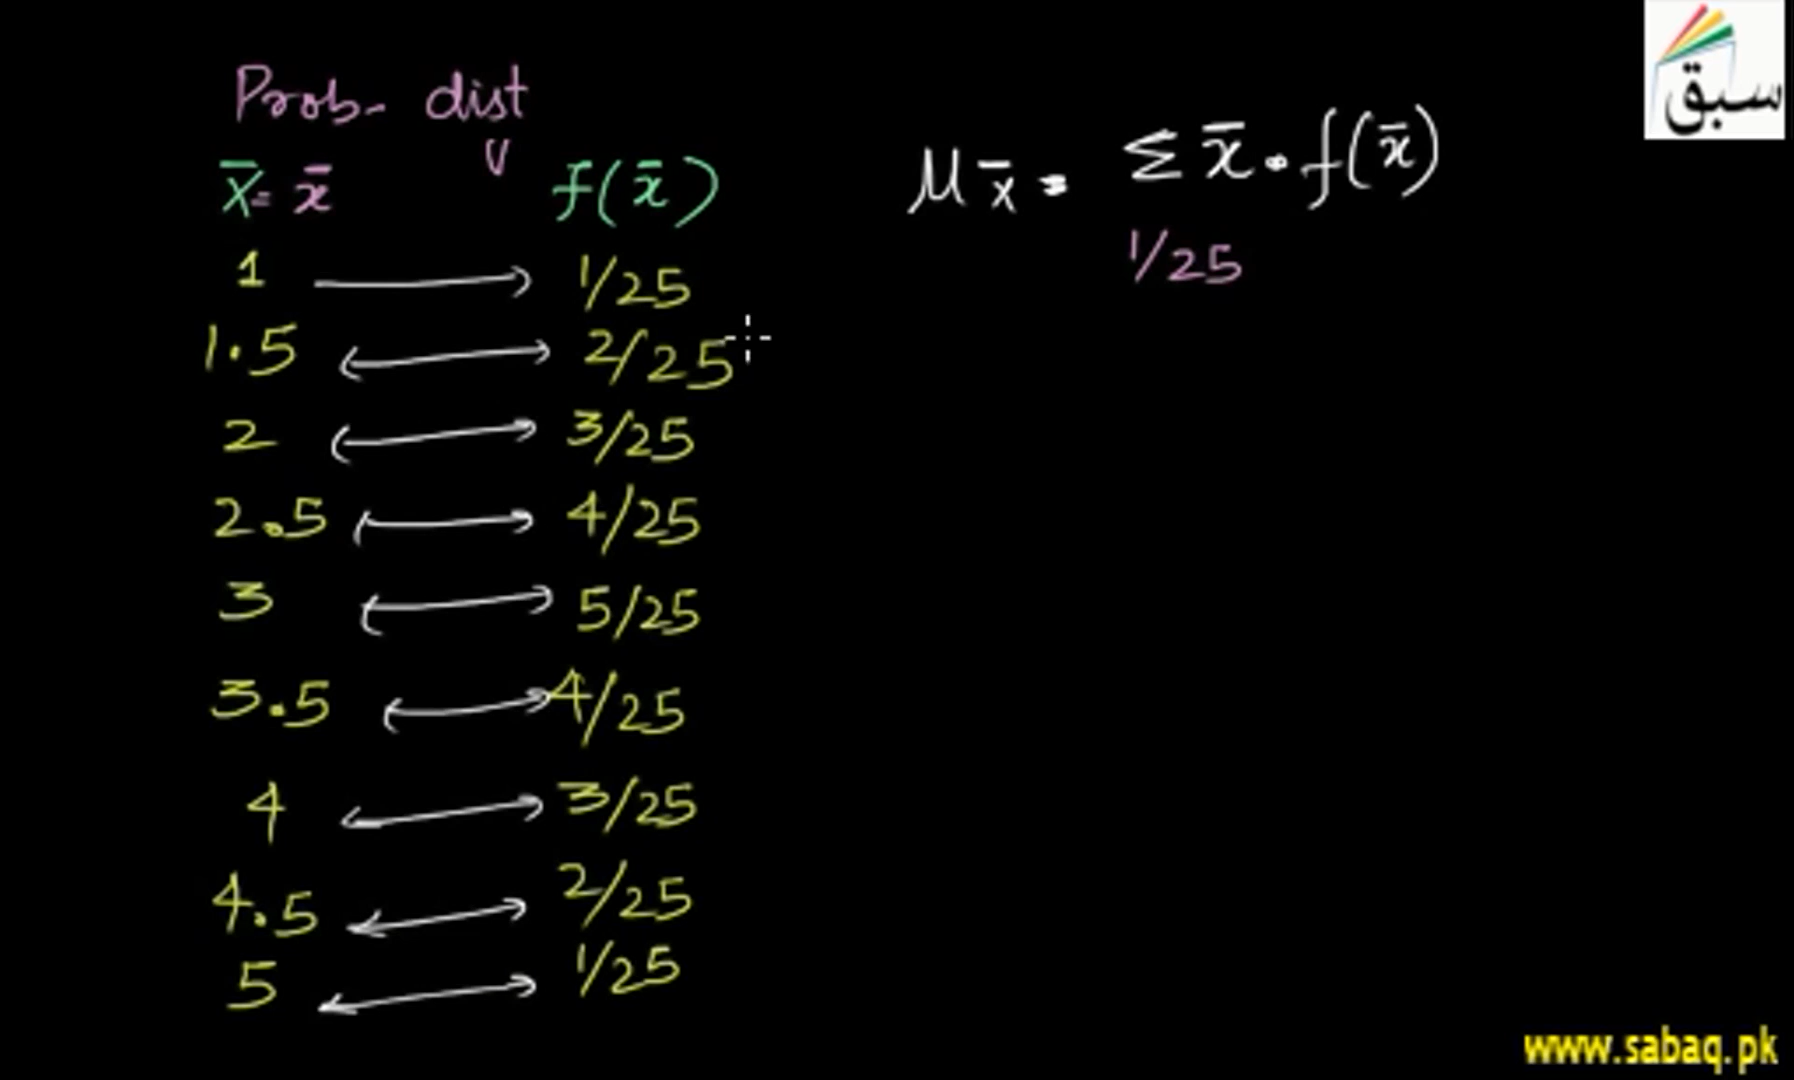 Prob- dist
X̄ = x̄ f(x̄)
1 1/25
1.5 2/25
2 3/25
2.5 4/25
3 5/25
3.5 4/25
4 3/25
4.5 2/25
5 1/25
μx̄ = Σ x̄ • f(x̄)
1/25
سبق
www.sabaq.pk